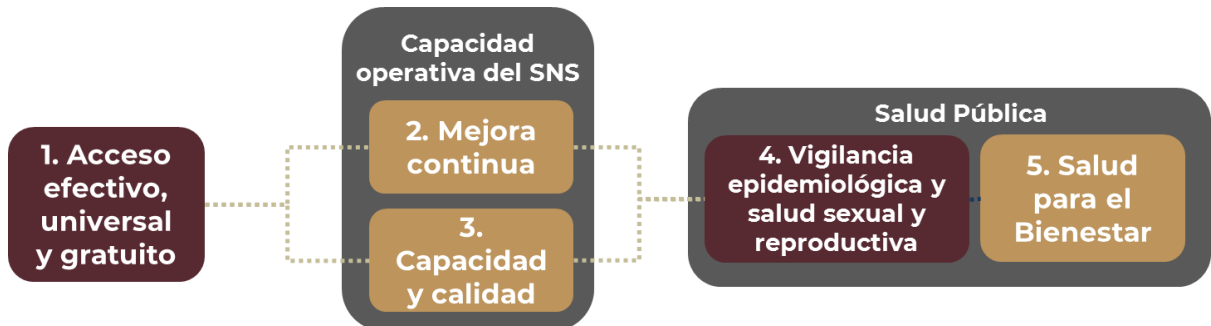 1. Acceso
efectivo,
universal
y gratuito
Capacidad
operativa del SNS
2. Mejora
continua
3.
Capacidad
y calidad
Salud Pública
4. Vigilancia
epidemiológica y
salud sexual y
reproductiva
5. Salud
para el
Bienestar